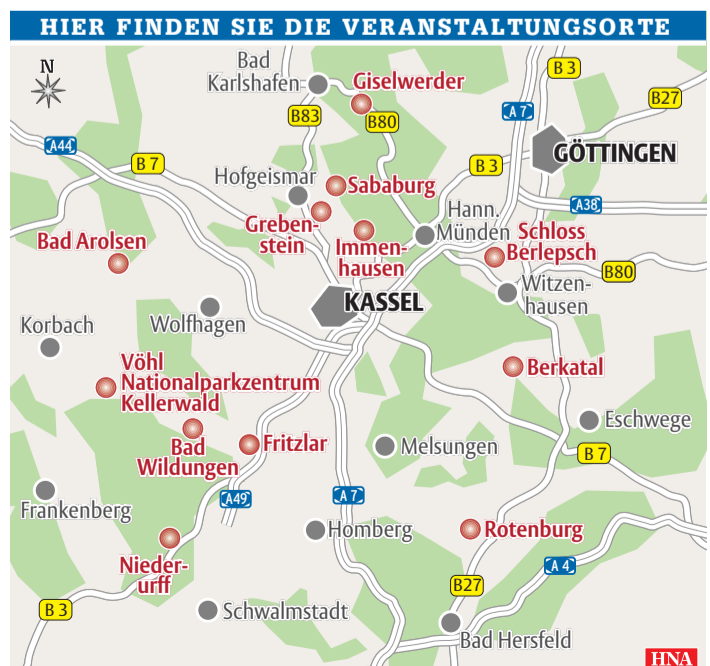 HIER FINDEN SIE DIE VERANSTALTUNGSORTE
N
Bad
Karlshafen
Giselwerder
B 3
B27
B83
B80
A 7
A44
B 7
B 3
GÖTTINGEN
Hofgeismar
Sababurg
A38
Greben-
stein
Hann.
Münden
Immen-
hausen
Schloss
Berlepsch
Bad Arolsen
B80
KASSEL
Witzen-
hausen
Wolfhagen
Korbach
Vöhl
Nationalparkzentrum
Kellerwald
Berkatal
Bad
Wildungen
Fritzlar
Melsungen
Eschwege
B 7
Frankenberg
A49
A 7
Homberg
Rotenburg
Nieder-
urff
A 4
B27
B 3
Schwalmstadt
Bad Hersfeld
HNA